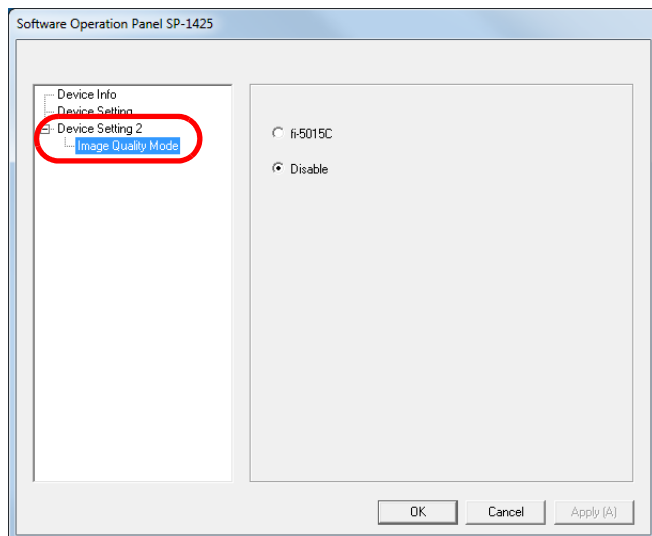 Software Operation Panel SP-1425
Device Info
Device Setting
Device Setting 2
Image Quality Mode
fi-5015C
Disable
OK
Cancel
Apply (A)